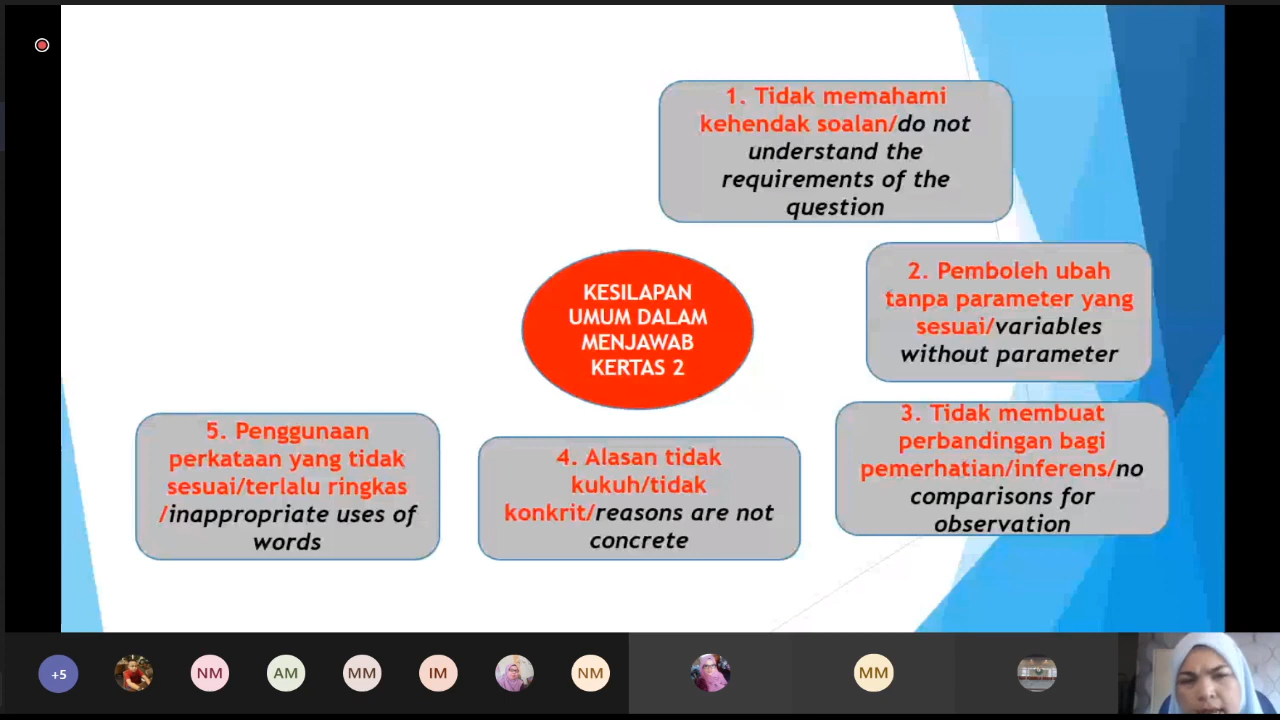 1. Tidak memahami
kehendak soalan/do not
understand the
requirements of the
question
2. Pemboleh ubah
tanpa parameter yang
sesuai/variables
without parameter
KESILAPAN
UMUM DALAM
MENJAWAB
KERTAS 2
3. Tidak membuat
perbandingan bagi
pemerhatian/inferens/no
comparisons for
observation
4. Alasan tidak
kukuh/tidak
konkrit/reasons are not
concrete
5. Penggunaan
perkataan yang tidak
sesuai/terlalu ringkas
/inappropriate uses of
words
+5
NM
AM
MM
IM
NM
MM